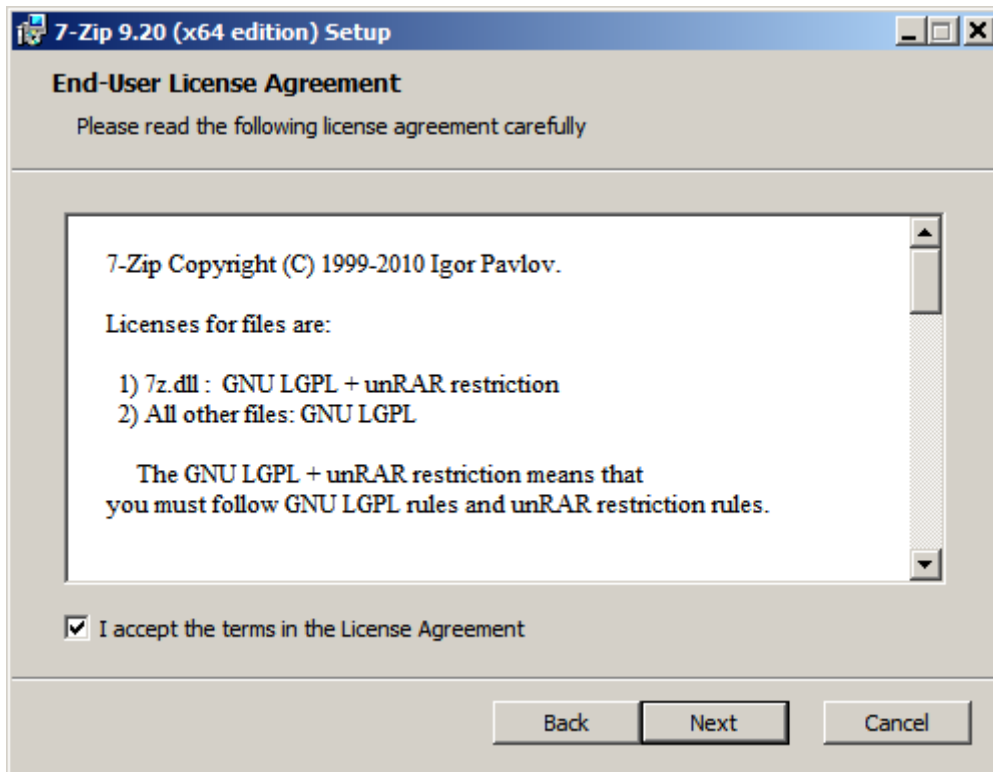 7-Zip 9.20 (x64 edition) Setup
End-User License Agreement
Please read the following license agreement carefully
7-Zip Copyright (C) 1999-2010 Igor Pavlov.
Licenses for files are:
1) 7z.dll :  GNU LGPL + unRAR restriction
2) All other files: GNU LGPL
The GNU LGPL + unRAR restriction means that
you must follow GNU LGPL rules and unRAR restriction rules.
I accept the terms in the License Agreement
Back Next Cancel